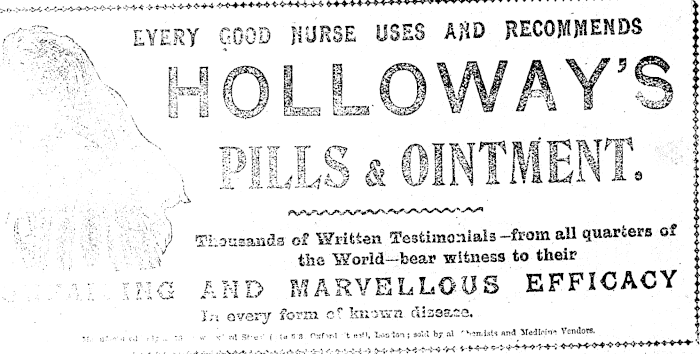 EVERY GOOD NURSE USES AND RECOMMENDS
HOLLOWAY'S
PILLS & OINTMENT.
Thousands of Written Testimonials—from all quarters of
the World—bear witness to their
AND MARVELLOUS EFFICACY
In every form of known disease.
Oxford London; sold by all Chemists and Medicine Vendors.